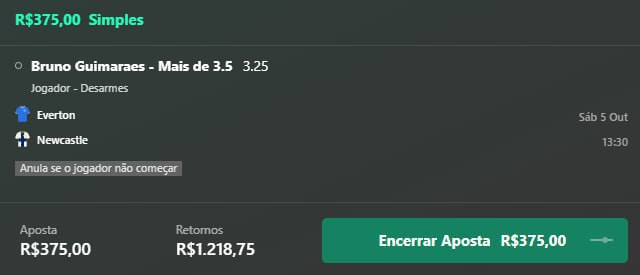 R$375,00 Simples
Bruno Guimaraes - Mais de 3.5 3.25
Jogador - Desarmes
Everton
Sáb 5 Out
Newcastle
13:30
Anula se o jogador não começar
Aposta Retornos
R$375,00 R$1.218,75
Encerrar Aposta R$375,00